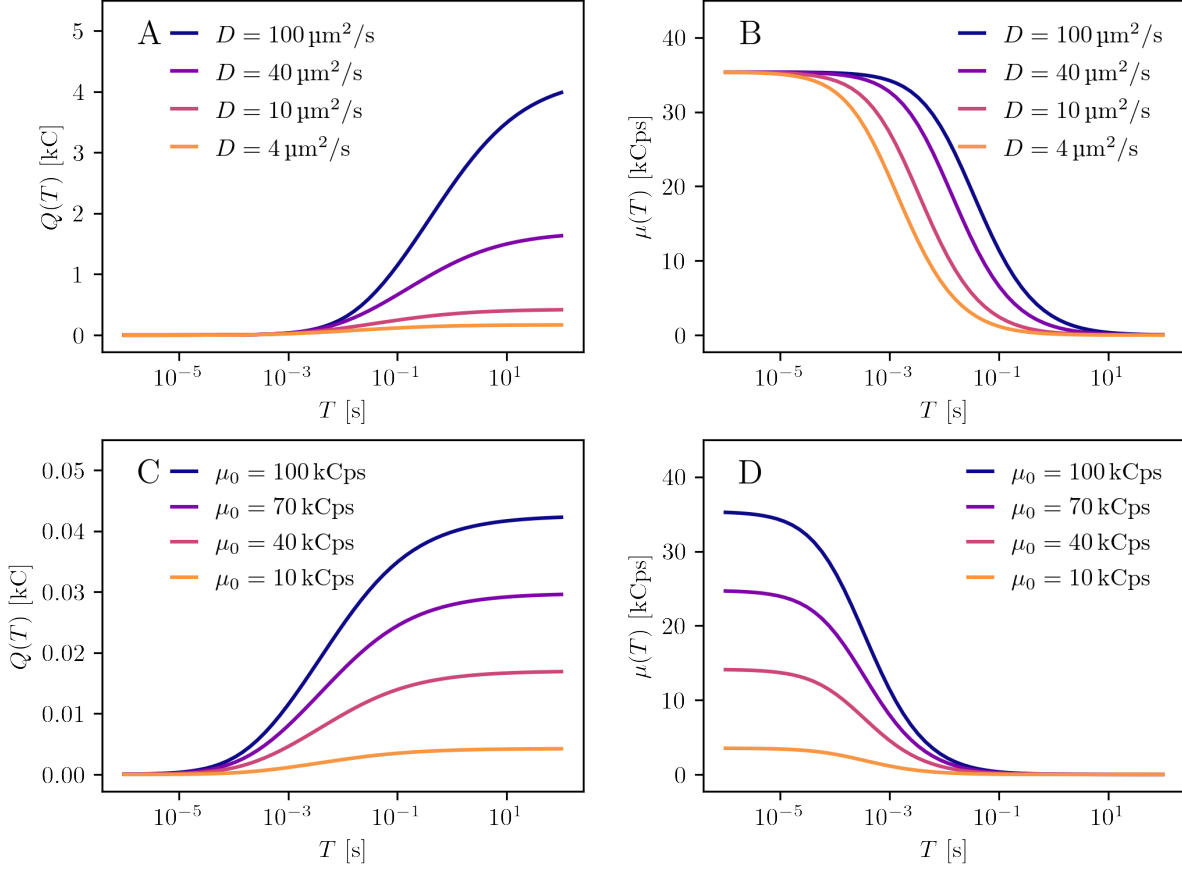 A
D = 100 µm²/s
D = 40 µm²/s
D = 10 µm²/s
D = 4 µm²/s
5
4
3
2
1
0
Q(T) [kC]
10⁻⁵
10⁻³
10⁻¹
10¹
T [s]
B
D = 100 µm²/s
D = 40 µm²/s
D = 10 µm²/s
D = 4 µm²/s
40
30
20
10
0
μ(T) [kCps]
10⁻⁵
10⁻³
10⁻¹
10¹
T [s]
C
μ₀ = 100 kCps
μ₀ = 70 kCps
μ₀ = 40 kCps
μ₀ = 10 kCps
0.05
0.04
0.03
0.02
0.01
0.00
Q(T) [kC]
10⁻⁵
10⁻³
10⁻¹
10¹
T [s]
D
μ₀ = 100 kCps
μ₀ = 70 kCps
μ₀ = 40 kCps
μ₀ = 10 kCps
40
30
20
10
0
μ(T) [kCps]
10⁻⁵
10⁻³
10⁻¹
10¹
T [s]